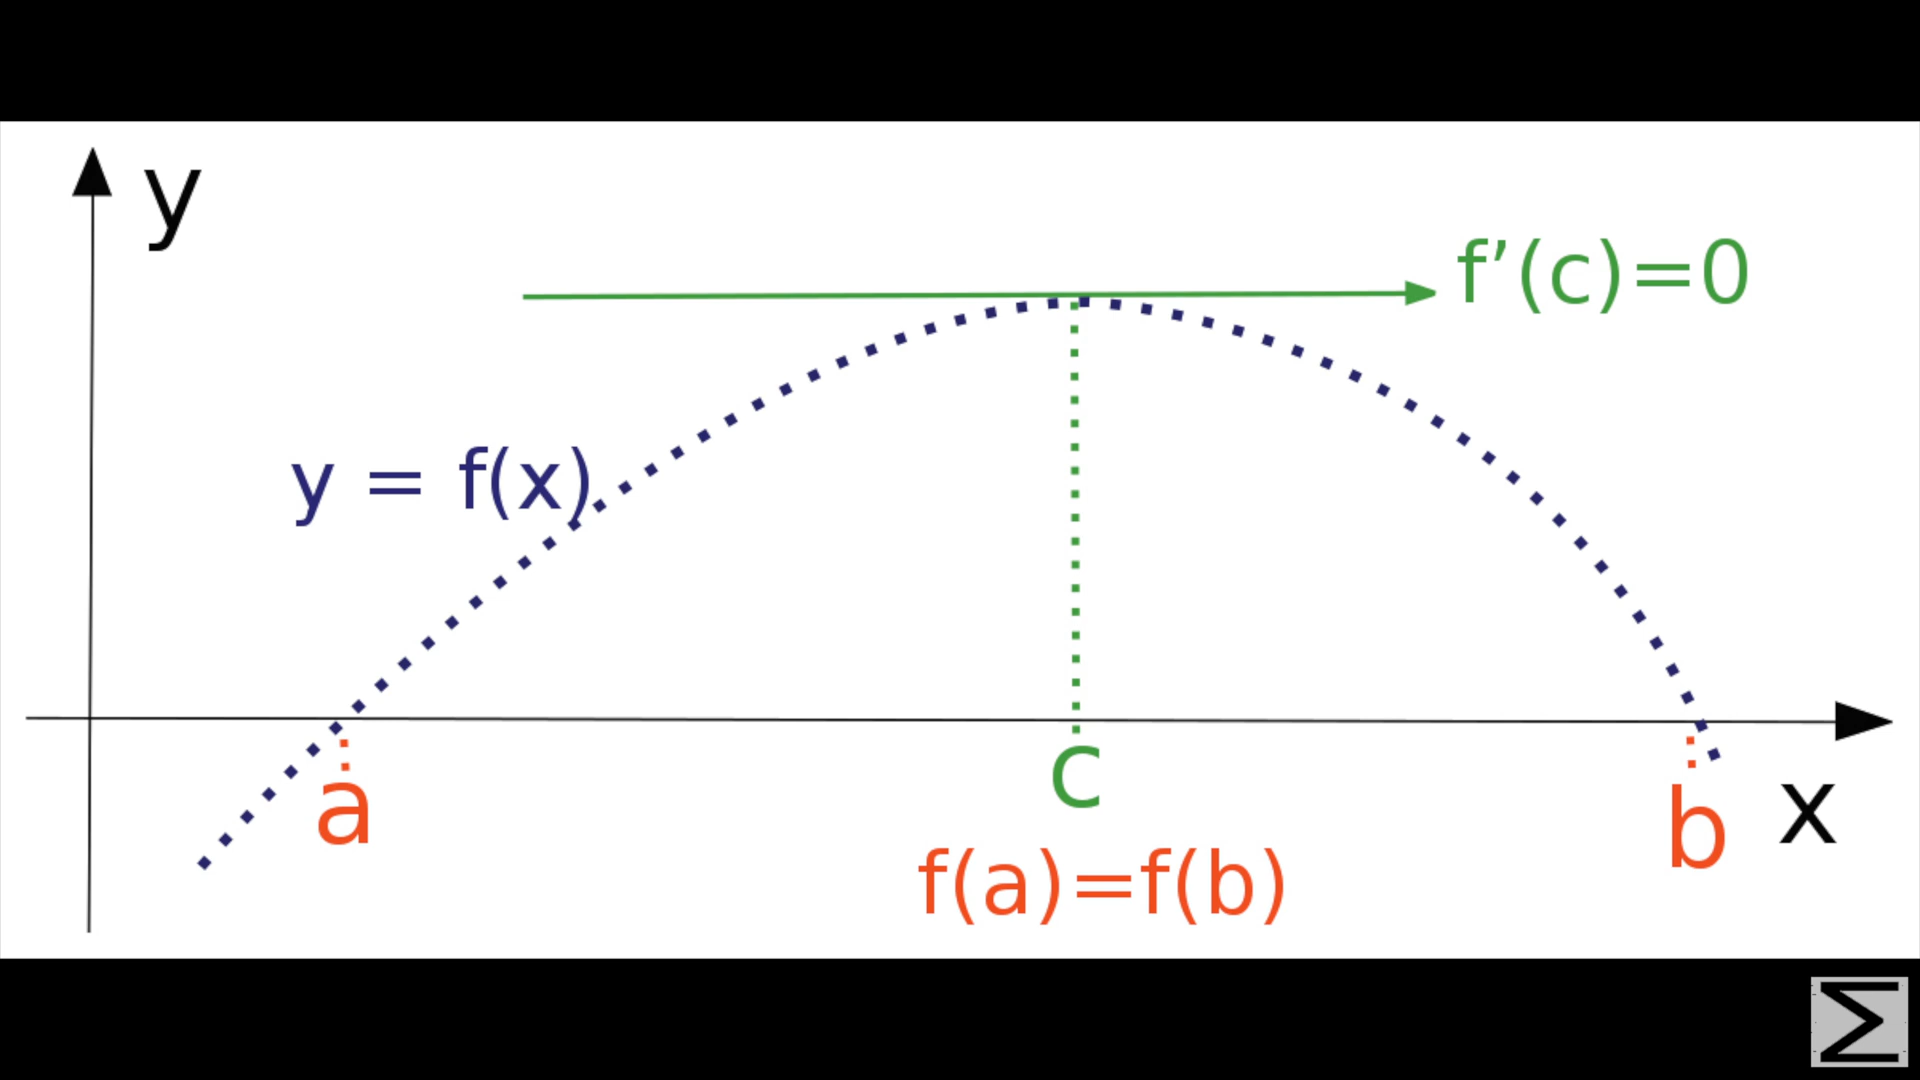 y
f’(c)=0
y = f(x)
a
c
b
x
f(a)=f(b)
Σ